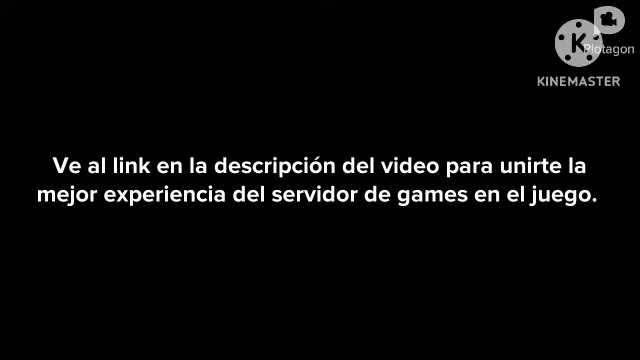 Plotagon
KINEMASTER
Ve al link en la descripción del video para unirte la
mejor experiencia del servidor de games en el juego.